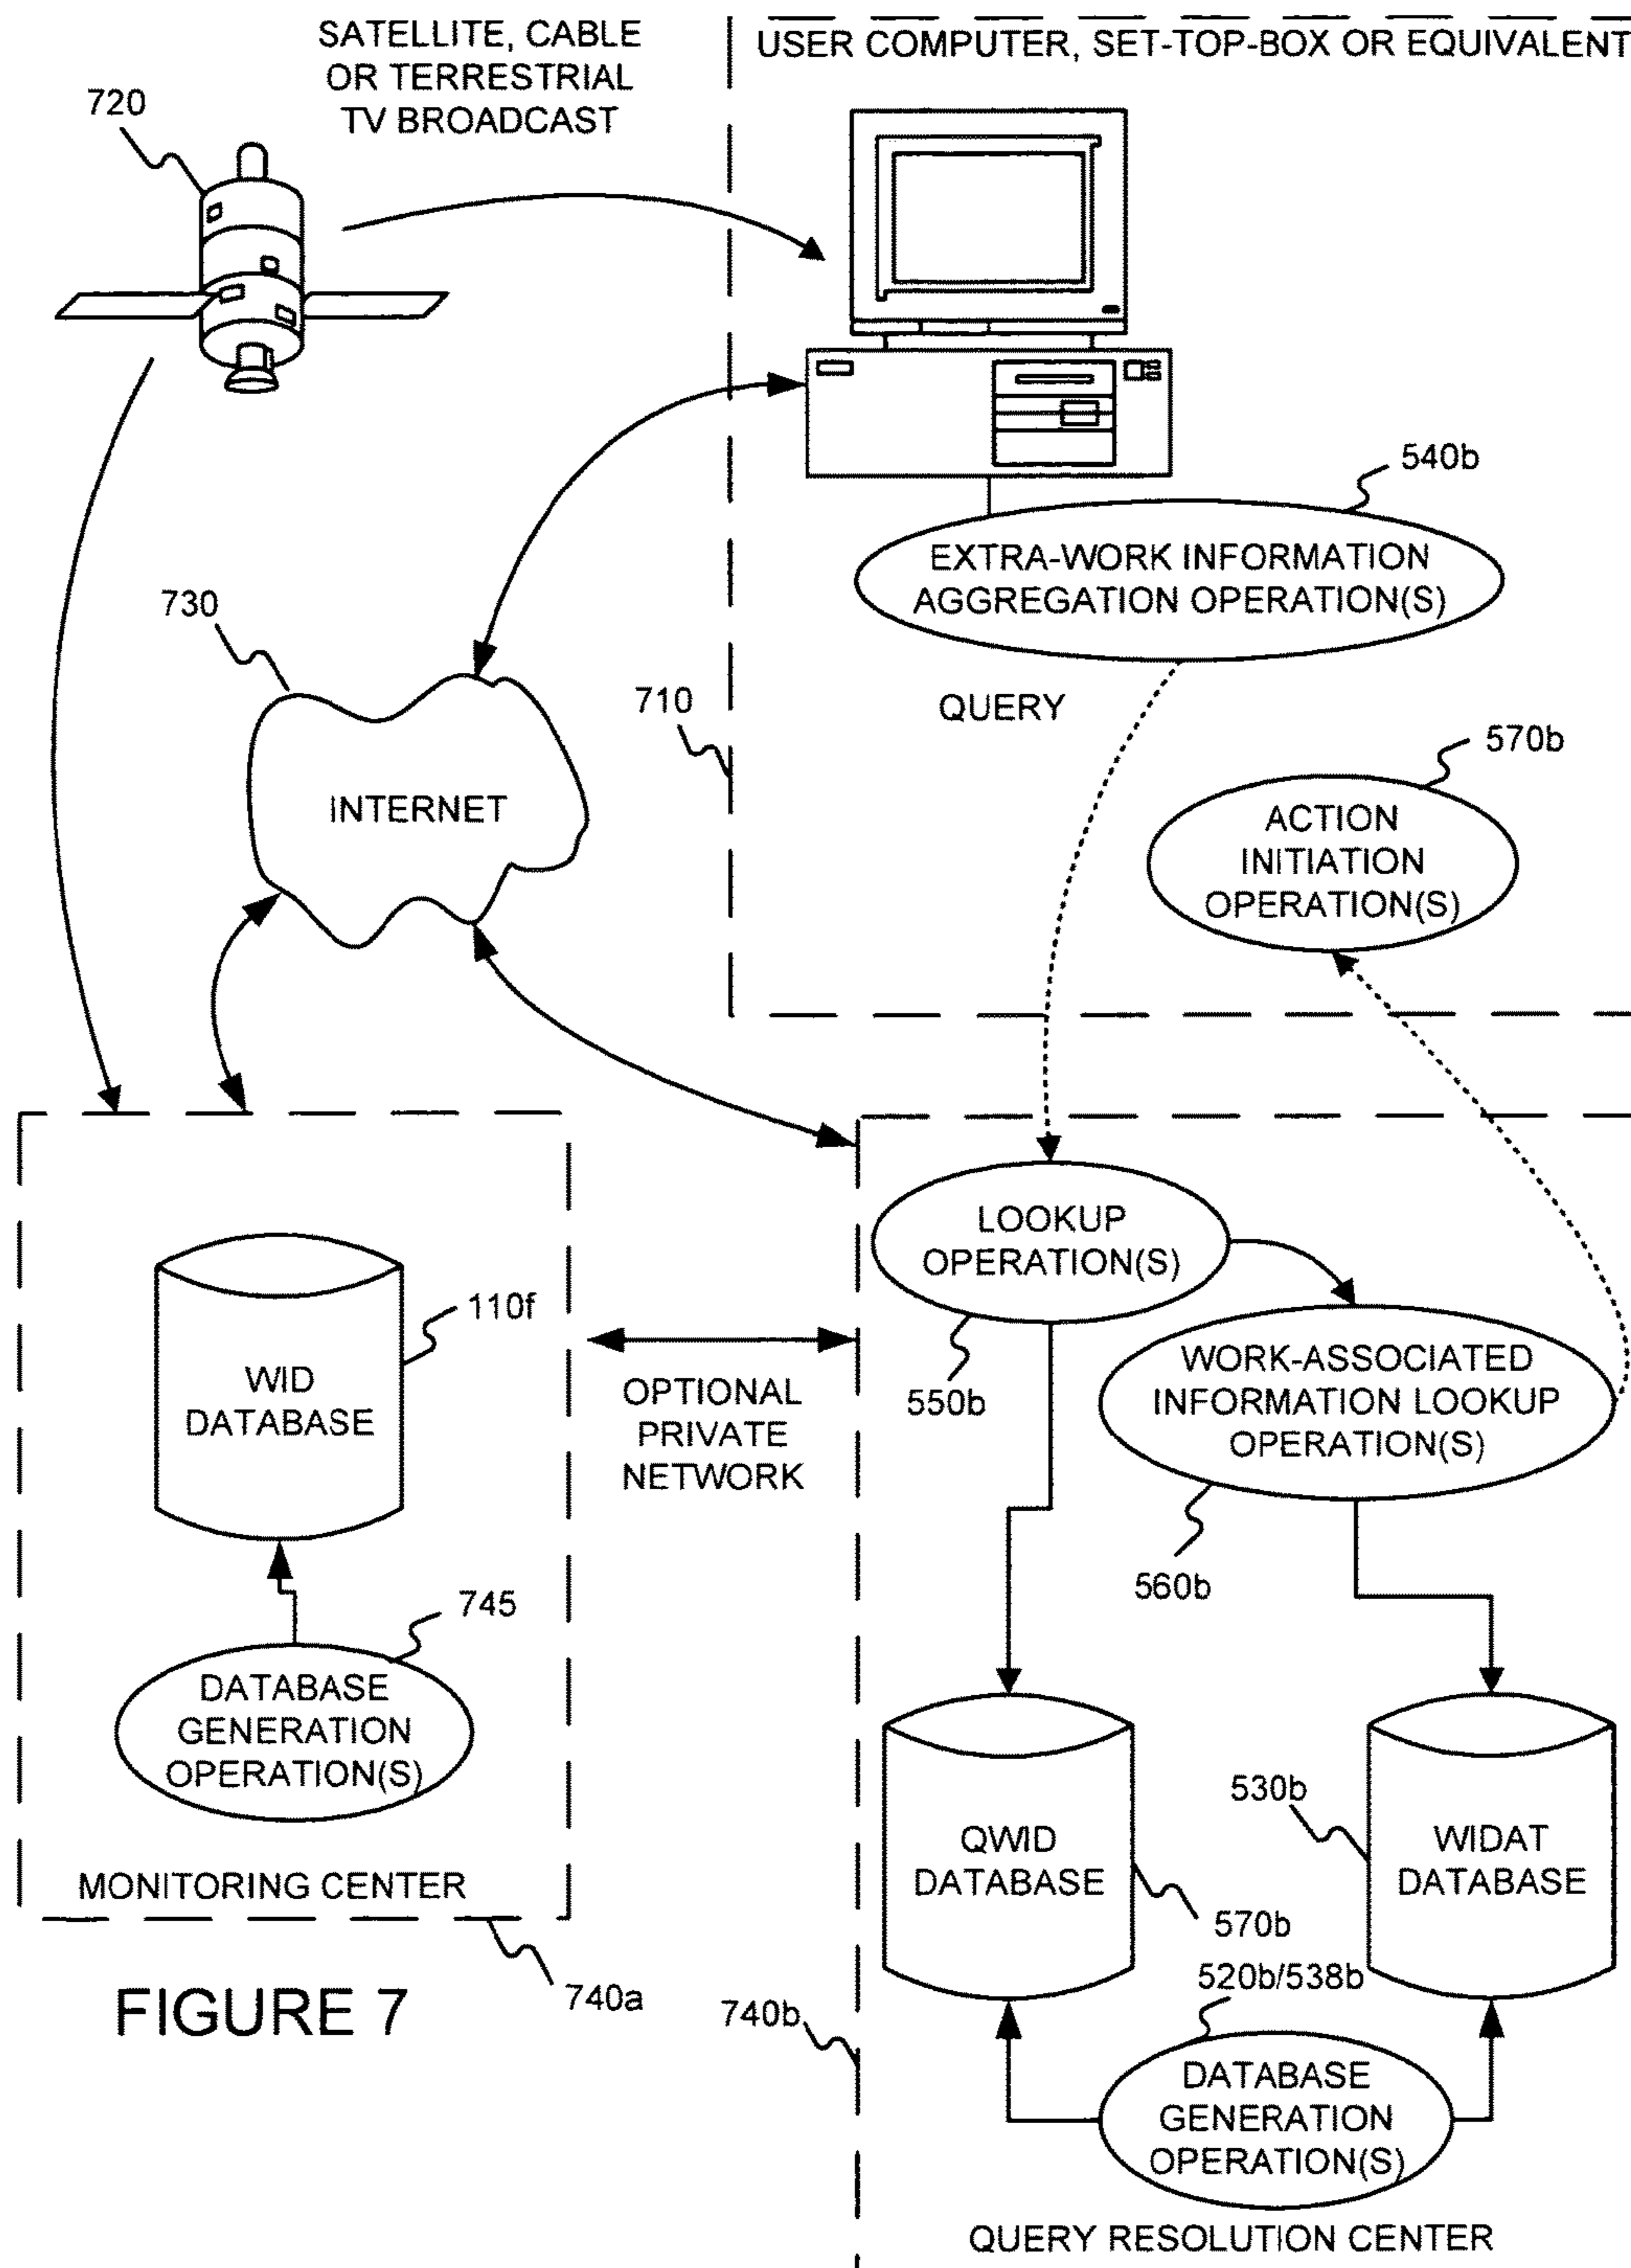 SATELLITE, CABLE
OR TERRESTRIAL
TV BROADCAST
USER COMPUTER, SET-TOP-BOX OR EQUIVALENT
720
540b
EXTRA-WORK INFORMATION
AGGREGATION OPERATION(S)
730
710
QUERY
570b
INTERNET
ACTION
INITIATION
OPERATION(S)
LOOKUP
OPERATION(S)
110f
WID
DATABASE
OPTIONAL
PRIVATE
NETWORK
550b
WORK-ASSOCIATED
INFORMATION LOOKUP
OPERATION(S)
560b
745
DATABASE
GENERATION
OPERATION(S)
MONITORING CENTER
740a
530b
QWID
DATABASE
WIDAT
DATABASE
570b
520b/538b
740b
DATABASE
GENERATION
OPERATION(S)
QUERY RESOLUTION CENTER
FIGURE 7